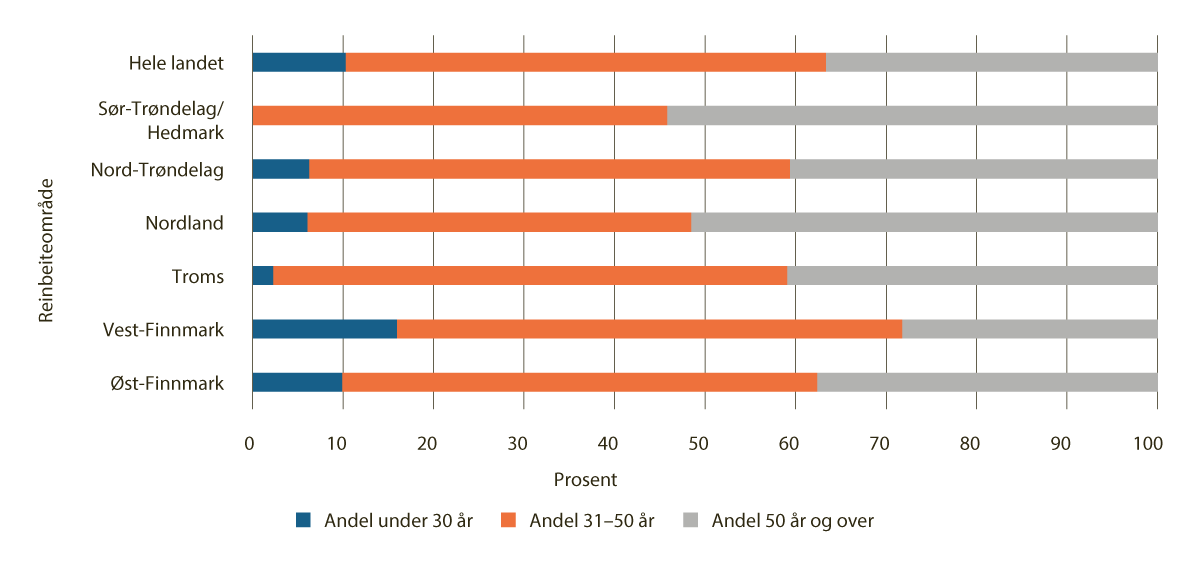 Reinbeiteområde
Hele landet
Sør-Trøndelag/
Hedmark
Nord-Trøndelag
Nordland
Troms
Vest-Finnmark
Øst-Finnmark
0 10 20 30 40 50 60 70 80 90 100
Prosent
Andel under 30 år Andel 31–50 år Andel 50 år og over